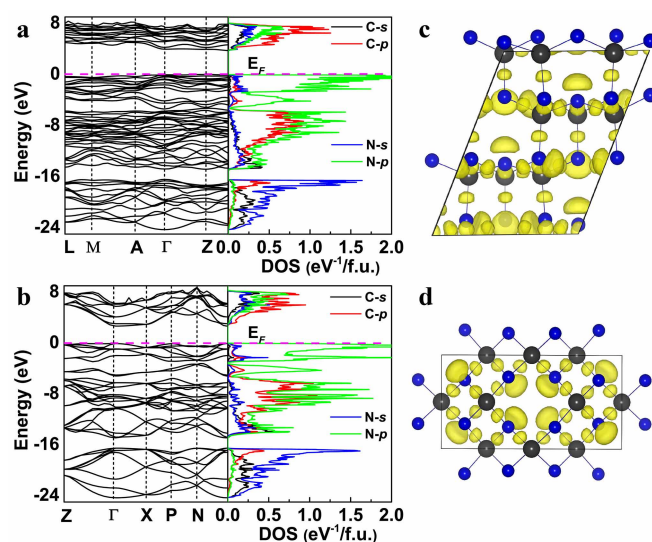 a
8
0
-8
-16
-24
Energy (eV)
L M A Γ Z
C-s
C-p
E_F
N-s
N-p
0.0 0.5 1.0 1.5 2.0
DOS (eV⁻¹/f.u.)
b
8
0
-8
-16
-24
Energy (eV)
Z Γ X P N
C-s
C-p
E_F
N-s
N-p
0.0 0.5 1.0 1.5 2.0
DOS (eV⁻¹/f.u.)
c
d